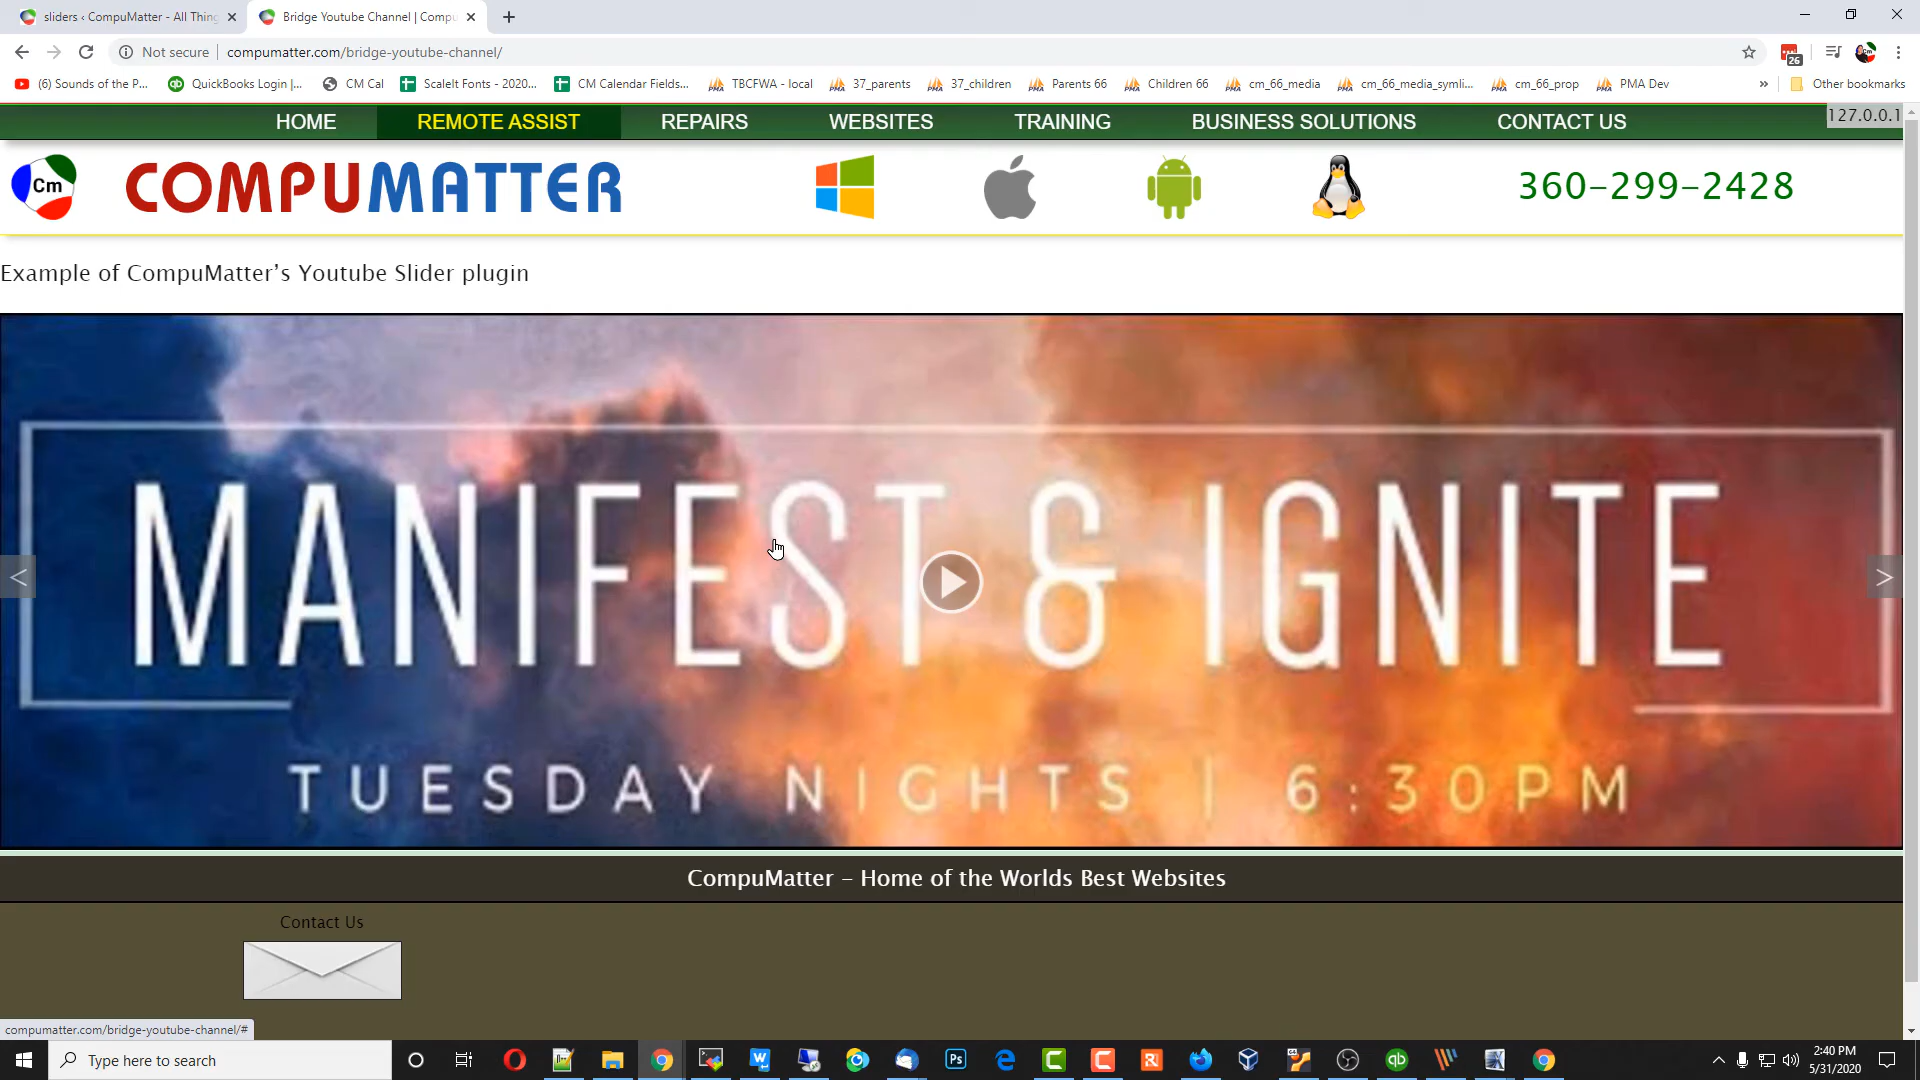 sliders ‹ CompuMatter - All Thing
Bridge Youtube Channel | Compu
Not secure
compumatter.com/bridge-youtube-channel/
26
(6) Sounds of the P...
QuickBooks Login |...
CM Cal
ScaleIt Fonts - 2020...
CM Calendar Fields...
TBCFWA - local
37_parents
37_children
Parents 66
Children 66
cm_66_media
cm_66_media_symli...
cm_66_prop
PMA Dev
»
Other bookmarks
HOME
REMOTE ASSIST
REPAIRS
WEBSITES
TRAINING
BUSINESS SOLUTIONS
CONTACT US
127.0.0.1
Cm
COMPUMATTER
360-299-2428
Example of CompuMatter's Youtube Slider plugin
MANIFEST & IGNITE
<
>
TUESDAY NIGHTS | 6:30PM
CompuMatter – Home of the Worlds Best Websites
Contact Us
compumatter.com/bridge-youtube-channel/#
Type here to search
Ps
2:40 PM
5/31/2020